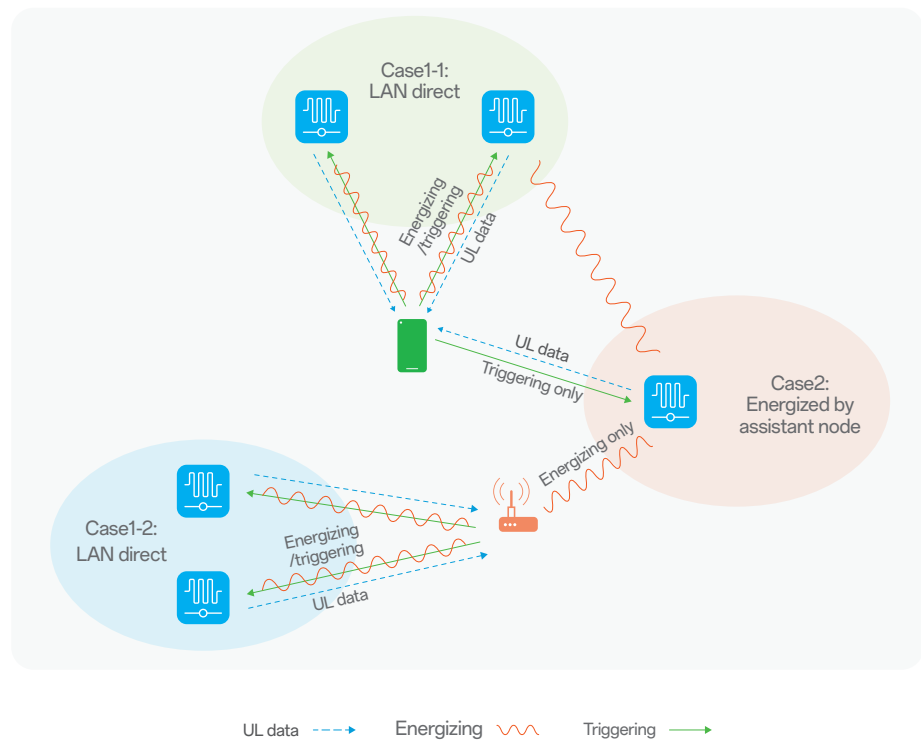 Case1-1:
LAN direct
Energizing
/triggering
UL data
UL data
Triggering only
Case2:
Energized by
assistant node
Energizing only
Case1-2:
LAN direct
Energizing
/triggering
UL data
UL data
Energizing
Triggering